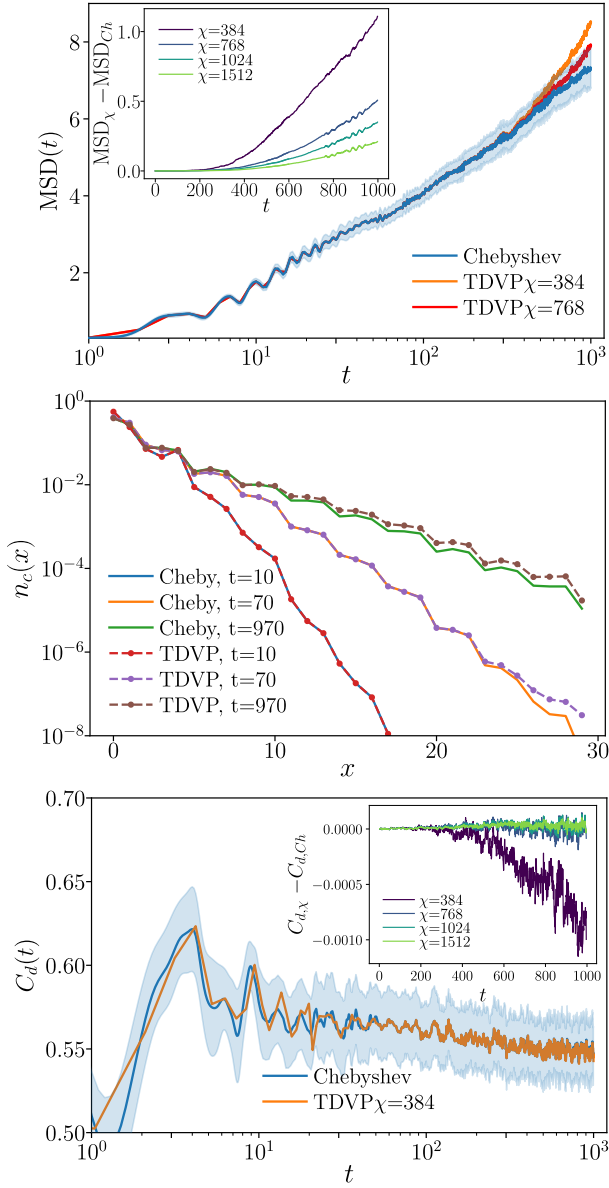 MSD(t)
8
6
4
2
10^0
10^1
10^2
10^3
t
Chebyshev
TDVPχ=384
TDVPχ=768
MSD_χ − MSD_Ch
1.0
0.5
0.0
0
200
400
600
800
1000
t
χ=384
χ=768
χ=1024
χ=1512
n_c(x)
10^0
10^−2
10^−4
10^−6
10^−8
0
10
20
30
x
Cheby, t=10
Cheby, t=70
Cheby, t=970
TDVP, t=10
TDVP, t=70
TDVP, t=970
C_d(t)
0.70
0.65
0.60
0.55
0.50
10^0
10^1
10^2
10^3
t
Chebyshev
TDVPχ=384
C_{d,χ} − C_{d,Ch}
0.0000
−0.0005
−0.0010
0
200
400
600
800
1000
t
χ=384
χ=768
χ=1024
χ=1512